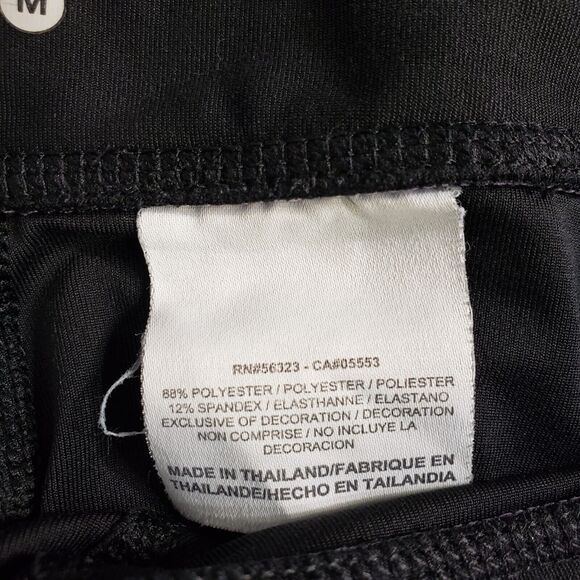 M
RN#56323 - CA#05553
88% POLYESTER / POLYESTER / POLIESTER
12% SPANDEX / ELASTHANNE / ELASTANO
EXCLUSIVE OF DECORATION / DECORATION
NON COMPRISE / NO INCLUYE LA
DECORACION
MADE IN THAILAND/FABRIQUE EN
THAILANDE/HECHO EN TAILANDIA